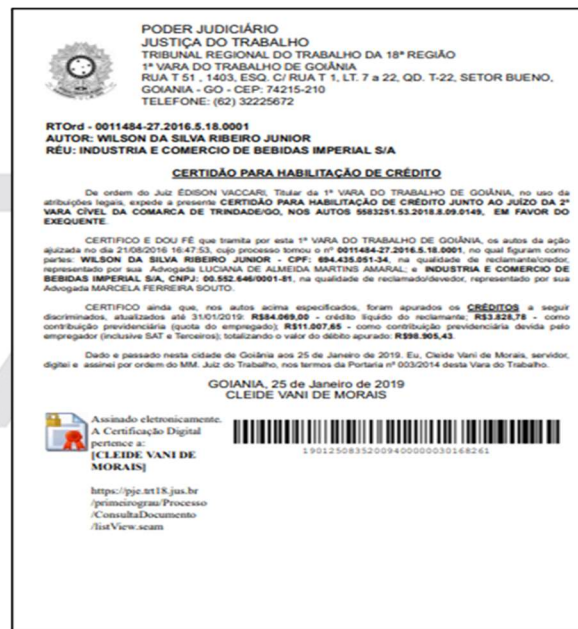 PODER JUDICIÁRIO
JUSTIÇA DO TRABALHO
TRIBUNAL REGIONAL DO TRABALHO DA 18ª REGIÃO
1ª VARA DO TRABALHO DE GOIÂNIA
RUA T 51 , 1403, ESQ. C/ RUA T 1, LT. 7 a 22, QD. T-22, SETOR BUENO,
GOIANIA - GO - CEP: 74215-210
TELEFONE: (62) 32225672
RTOrd - 0011484-27.2016.5.18.0001
AUTOR: WILSON DA SILVA RIBEIRO JUNIOR
RÉU: INDUSTRIA E COMERCIO DE BEBIDAS IMPERIAL S/A
CERTIDÃO PARA HABILITAÇÃO DE CRÉDITO
De ordem do Juiz ÉDISON VACCARI, Titular da 1ª VARA DO TRABALHO DE GOIÂNIA, no uso da
atribuições legais, expede a presente CERTIDÃO PARA HABILITAÇÃO DE CRÉDITO JUNTO AO JUÍZO DA 2ª
VARA CÍVEL DA COMARCA DE TRINDADE/GO, NOS AUTOS 5583251.53.2018.8.09.0149, EM FAVOR DO
EXEQUENTE.
CERTIFICO E DOU FÉ que tramita por esta 1ª VARA DO TRABALHO DE GOIÂNIA, os autos da ação
ajuizada no dia 21/08/2016 16:47:53, cujo processo tomou o nº 0011484-27.2016.5.18.0001, no qual figuram como
partes: WILSON DA SILVA RIBEIRO JUNIOR - CPF: 694.435.051-34, na qualidade de reclamante/credor,
representado por sua Advogada LUCIANA DE ALMEIDA MARTINS AMARAL; e INDUSTRIA E COMERCIO DE
BEBIDAS IMPERIAL S/A, CNPJ: 00.552.646/0001-81, na qualidade de reclamado/devedor, representado por sua
Advogada MARCELA FERREIRA SOUTO.
CERTIFICO ainda que, nos autos acima especificados, foram apurados os CRÉDITOS a seguir
discriminados, atualizados até 31/01/2019: R$84.069,00 - crédito líquido do reclamante; R$3.828,78 - como
contribuição previdenciária (quota do empregado); R$11.007,65 - como contribuição previdenciária devida pelo
empregador (inclusive SAT e Terceiros); totalizando o valor do débito apurado: R$98.905,43.
Dado e passado nesta cidade de Goiânia aos 25 de Janeiro de 2019. Eu, Cleide Vani de Morais, servidor,
digitei e assinei por ordem do MM. Juiz do Trabalho, nos termos da Portaria nº 003/2014 desta Vara do Trabalho.
GOIANIA, 25 de Janeiro de 2019
CLEIDE VANI DE MORAIS
Assinado eletronicamente.
A Certificação Digital
pertence a:
[CLEIDE VANI DE
MORAIS]
19012508352009400000030168261
https://pje.trt18.jus.br
/primeirograu/Processo
/ConsultaDocumento
/listView.seam